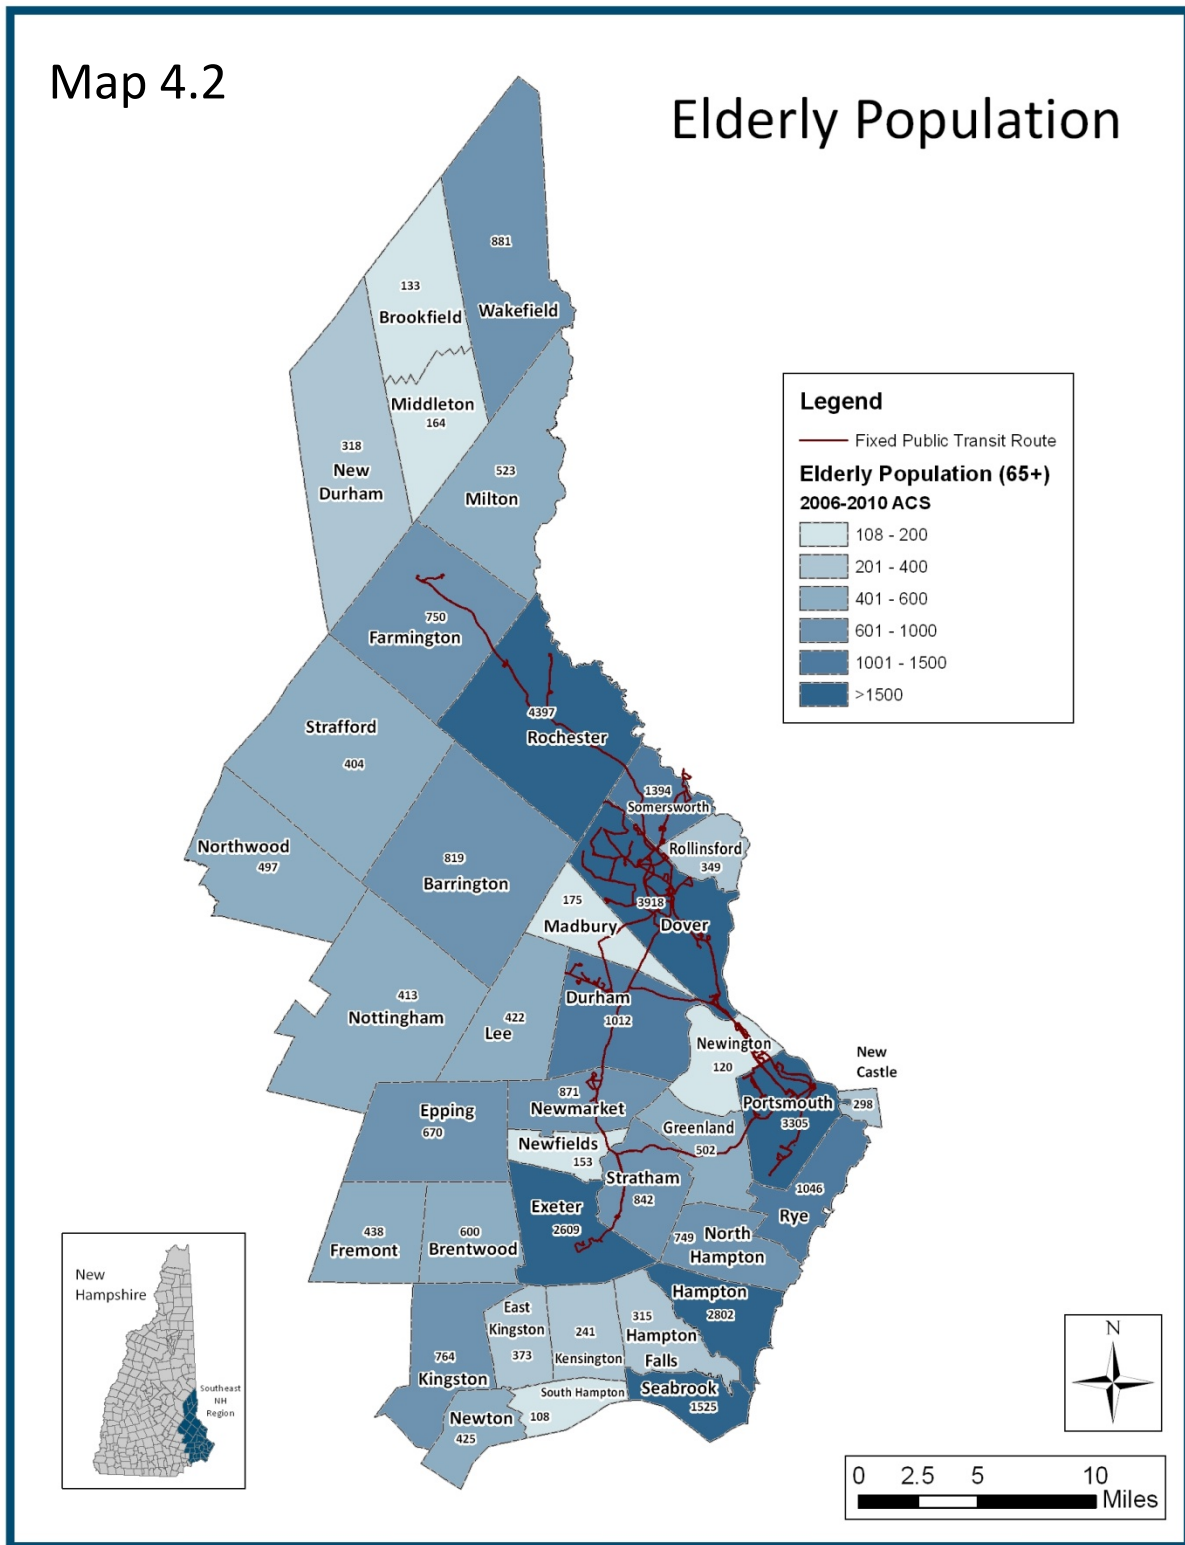 Map 4.2
Elderly Population
881
Wakefield
133
Brookfield
Middleton
164
318
New
Durham
523
Milton
Legend
Fixed Public Transit Route
Elderly Population (65+)
2006-2010 ACS
108 - 200
201 - 400
401 - 600
601 - 1000
1001 - 1500
>1500
750
Farmington
4397
Rochester
Strafford
404
1394
Somersworth
Rollinsford
349
Northwood
497
819
Barrington
175
Madbury
3918
Dover
413
Nottingham
422
Lee
Durham
1012
Newington
120
New
Castle
298
Portsmouth
3305
Epping
670
871
Newmarket
Greenland
502
Newfields
153
Stratham
842
1046
Rye
Exeter
2609
438
Fremont
600
Brentwood
749
North
Hampton
Hampton
2802
East
Kingston
373
241
Kensington
315
Hampton
Falls
764
Kingston
South Hampton
108
Seabrook
1525
Newton
425
New
Hampshire
Southeast
NH
Region
N
0 2.5 5 10
Miles